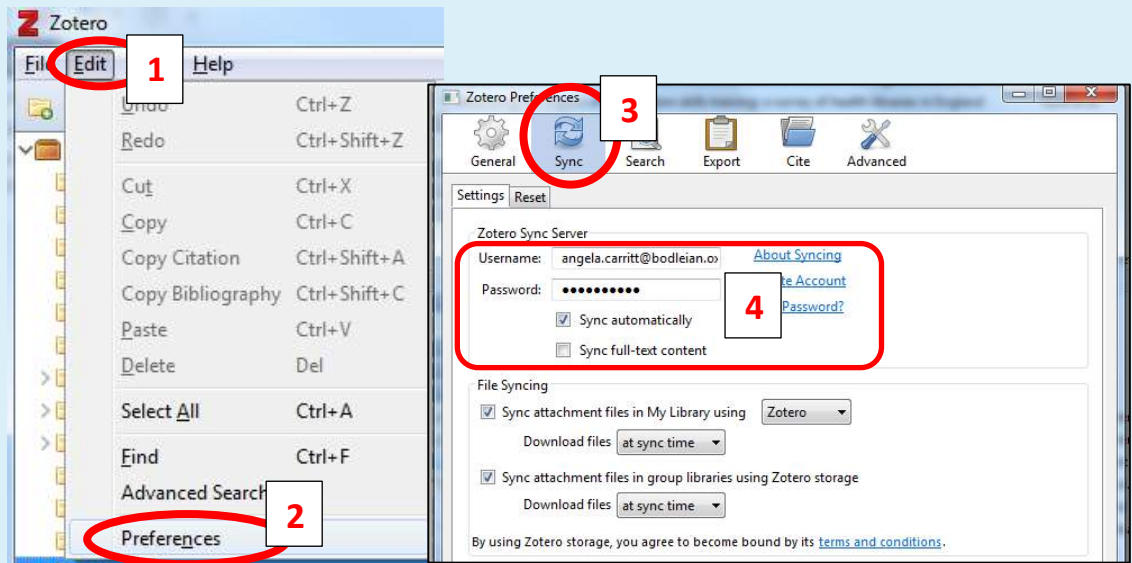 Zotero
File Edit Help
1
Undo Ctrl+Z
Redo Ctrl+Shift+Z
Cut Ctrl+X
Copy Ctrl+C
Copy Citation Ctrl+Shift+A
Copy Bibliography Ctrl+Shift+C
Paste Ctrl+V
Delete Del
Select All Ctrl+A
Find Ctrl+F
Advanced Search
2
Preferences
Zotero Preferences
3
General Sync Search Export Cite Advanced
Settings Reset
Zotero Sync Server
Username: angela.carritt@bodleian.ox About Syncing
Password: ●●●●●●●●●● te Account
4
Password?
Sync automatically
Sync full-text content
File Syncing
Sync attachment files in My Library using Zotero
Download files at sync time
Sync attachment files in group libraries using Zotero storage
Download files at sync time
By using Zotero storage, you agree to become bound by its terms and conditions.